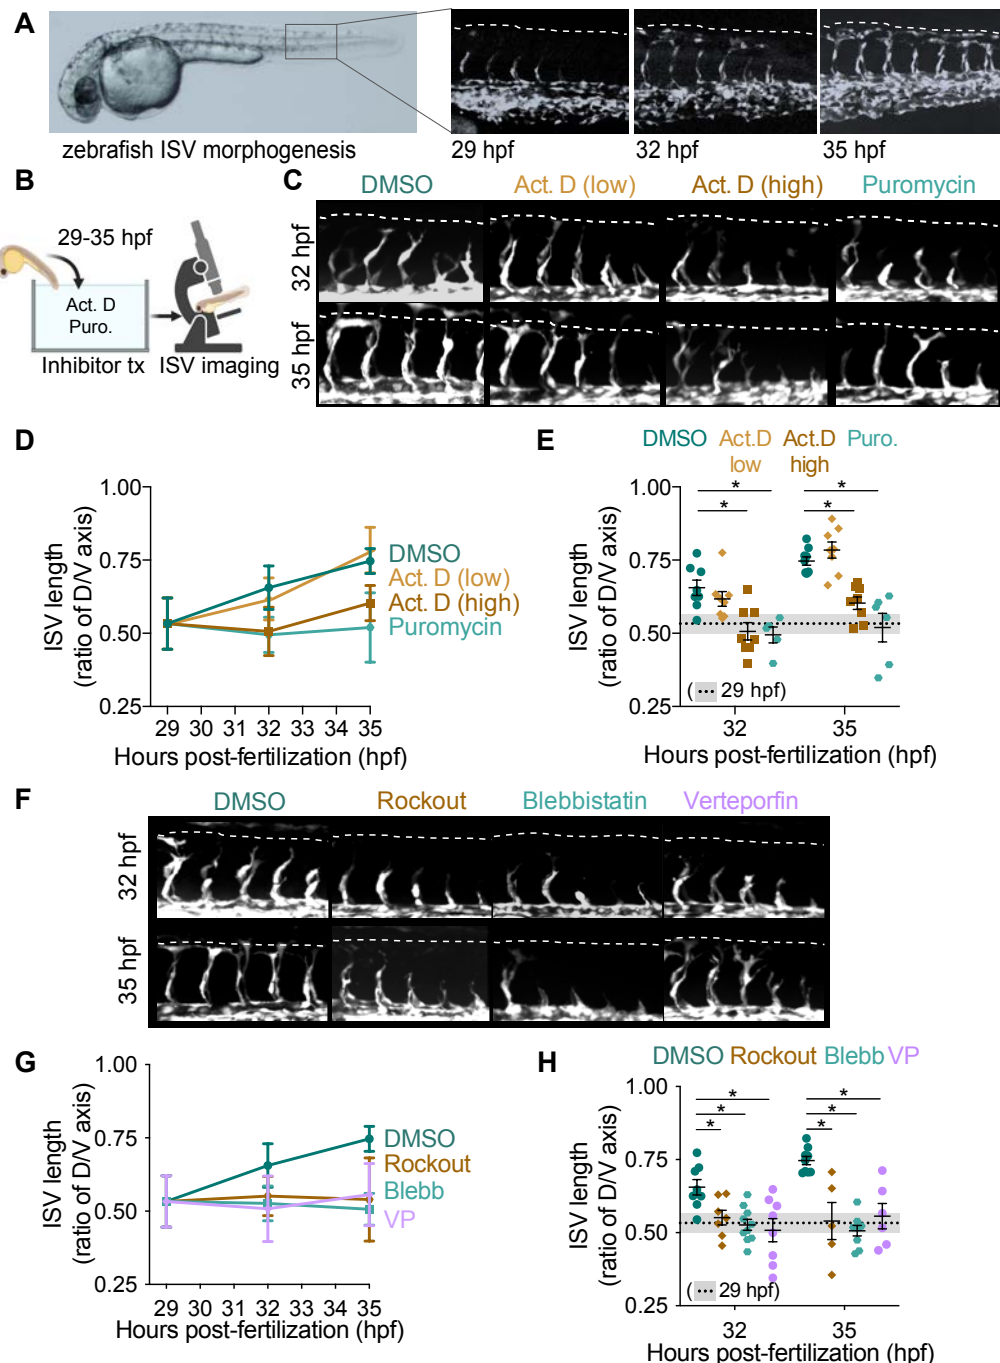 A
zebrafish ISV morphogenesis
29 hpf
32 hpf
35 hpf
B
29-35 hpf
Act. D
Puro.
Inhibitor tx
ISV imaging
C
DMSO
Act. D (low)
Act. D (high)
Puromycin
32 hpf
35 hpf
D
ISV length
(ratio of D/V axis)
1.00
0.75
0.50
0.25
DMSO
Act. D (low)
Act. D (high)
Puromycin
29 30 31 32 33 34 35
Hours post-fertilization (hpf)
E
DMSO Act.D low Act.D high Puro.
ISV length
(ratio of D/V axis)
1.00
0.75
0.50
0.25
*
*
*
*
( 29 hpf)
32 35
Hours post-fertilization (hpf)
F
DMSO
Rockout
Blebbistatin
Verteporfin
32 hpf
35 hpf
G
ISV length
(ratio of D/V axis)
1.00
0.75
0.50
0.25
DMSO
Rockout
Blebb
VP
29 30 31 32 33 34 35
Hours post-fertilization (hpf)
H
DMSO Rockout Blebb VP
ISV length
(ratio of D/V axis)
1.00
0.75
0.50
0.25
*
*
*
*
*
*
( 29 hpf)
32 35
Hours post-fertilization (hpf)